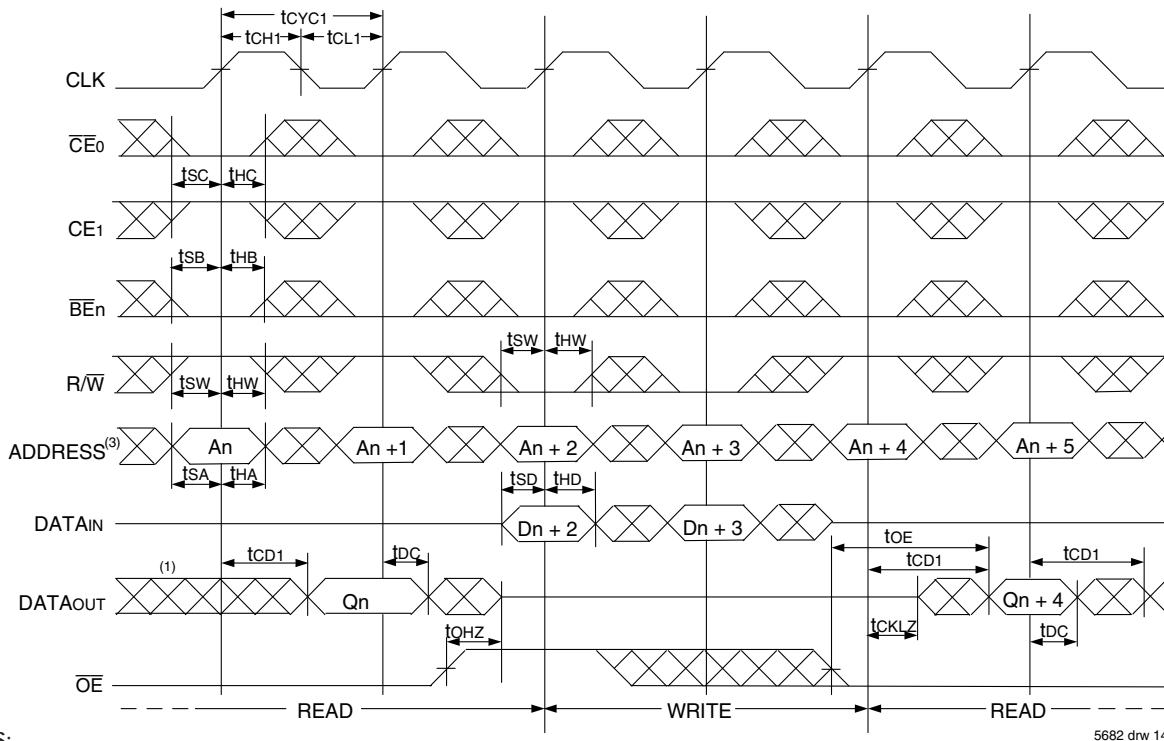 tCYC1
tCH1 tCL1
CLK
CE0
tSC tHC
CE1
tSB tHB
BEn
tSW tHW
R/W
tSW tHW
ADDRESS(3) An An +1 An + 2 An + 3 An + 4 An + 5
tSA tHA
tSD tHD
DATAIN Dn + 2 Dn + 3
tOE
tCD1 tDC tCD1 tCD1
(1)
DATAOUT Qn Qn + 4
tOHZ tCKLZ tDC
OE
READ WRITE READ
5682 drw 14